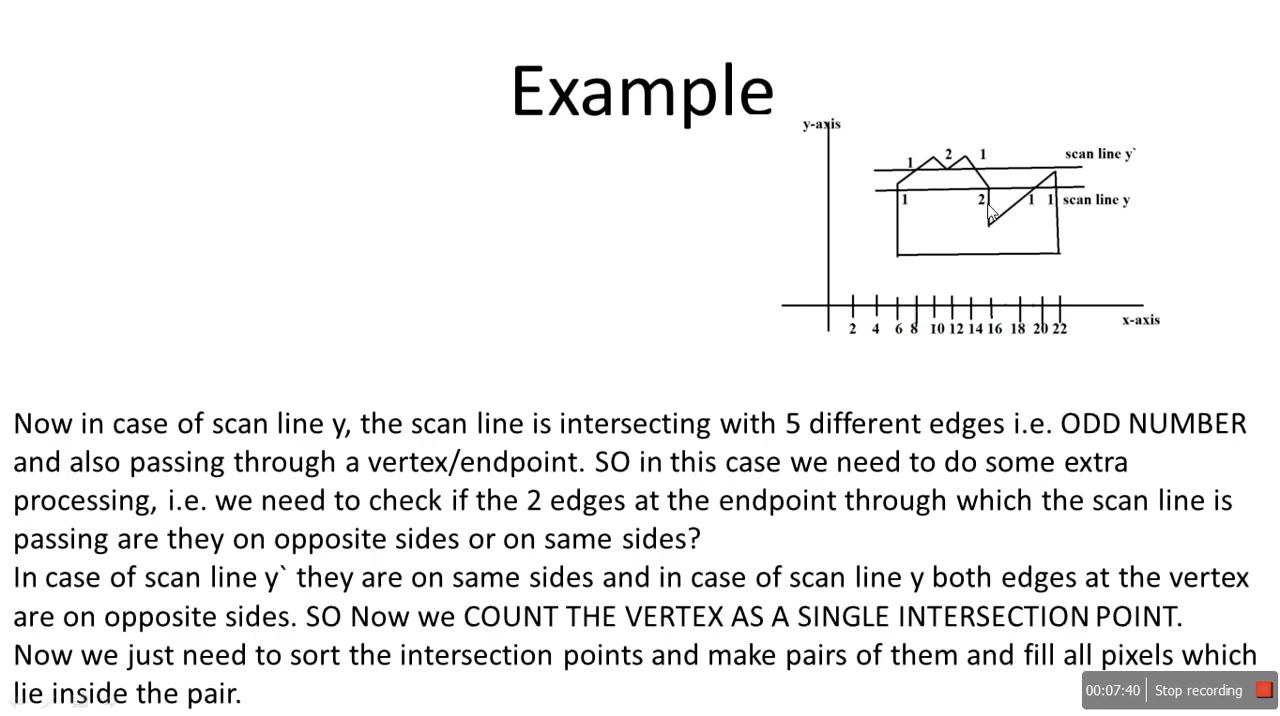 Example
y-axis
1 2 1 scan line y`
1 2 1 1 scan line y
2 4 6 8 10 12 14 16 18 20 22
x-axis
Now in case of scan line y, the scan line is intersecting with 5 different edges i.e. ODD NUMBER
and also passing through a vertex/endpoint. SO in this case we need to do some extra
processing, i.e. we need to check if the 2 edges at the endpoint through which the scan line is
passing are they on opposite sides or on same sides?
In case of scan line y` they are on same sides and in case of scan line y both edges at the vertex
are on opposite sides. SO Now we COUNT THE VERTEX AS A SINGLE INTERSECTION POINT.
Now we just need to sort the intersection points and make pairs of them and fill all pixels which
lie inside the pair.
00:07:40 Stop recording